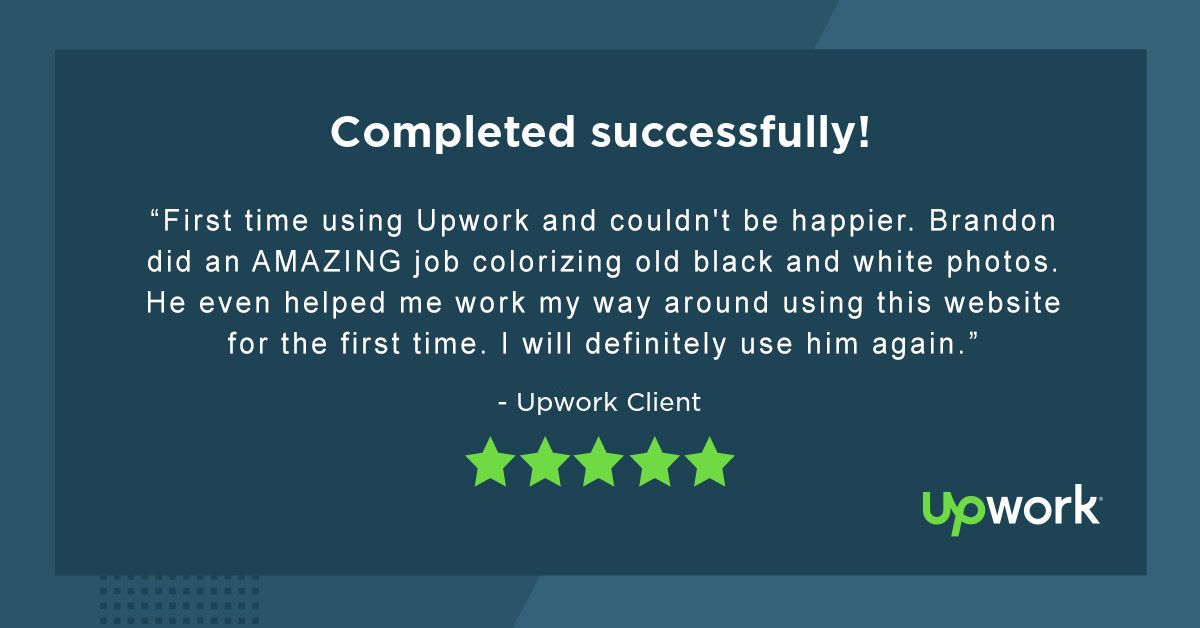 Completed successfully!
“First time using Upwork and couldn't be happier. Brandon
did an AMAZING job colorizing old black and white photos.
He even helped me work my way around using this website
for the first time. I will definitely use him again.”
- Upwork Client
upwork